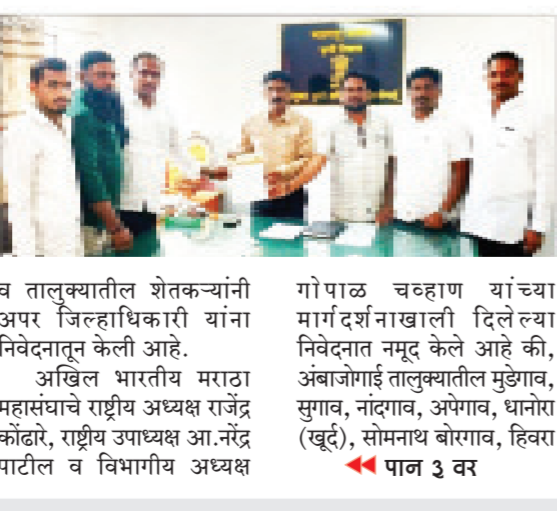 व तालुक्यातील शेतकऱ्यांनी
अपर जिल्हाधिकारी यांना
निवेदनातून केली आहे.
अखिल भारतीय मराठा
महासंघाचे राष्ट्रीय अध्यक्ष राजेंद्र
कोंढारे, राष्ट्रीय उपाध्यक्ष आ.नरेंद्र
पाटील व विभागीय अध्यक्ष
गोपाळ चव्हाण यांच्या
मार्गदर्शनाखाली दिलेल्या
निवेदनात नमूद केले आहे की,
अंबाजोगाई तालुक्यातील मुडेगाव,
सुगाव, नांदगाव, अपेगाव, धानोरा
(खूर्द), सोमनाथ बोरगाव, हिवरा
पान ३ वर